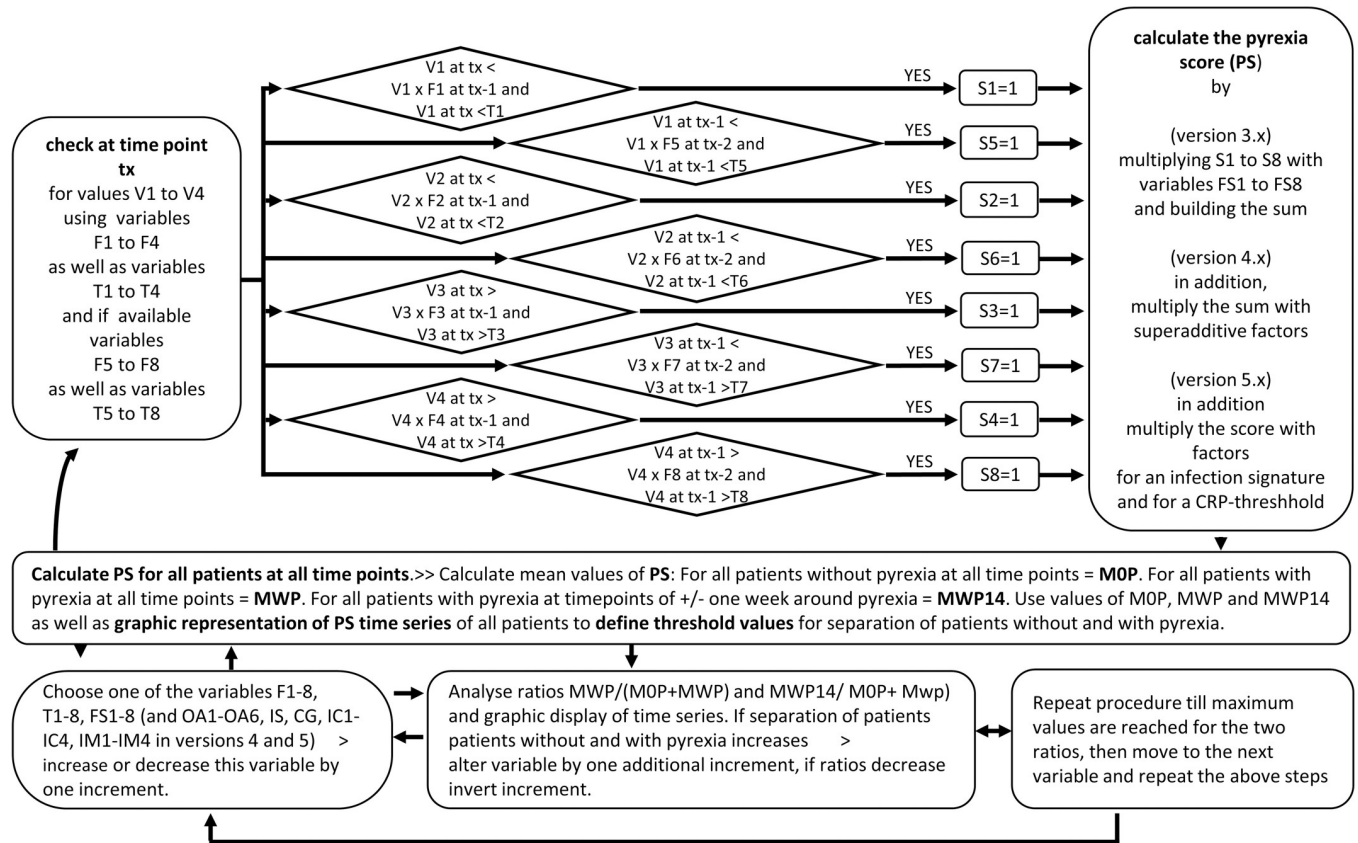 check at time point
tx
for values V1 to V4
using variables
F1 to F4
as well as variables
T1 to T4
and if available
variables
F5 to F8
as well as variables
T5 to T8
V1 at tx <
V1 x F1 at tx-1 and
V1 at tx <T1
YES
S1=1
V1 at tx-1 <
V1 x F5 at tx-2 and
V1 at tx-1 <T5
YES
S5=1
V2 at tx <
V2 x F2 at tx-1 and
V2 at tx <T2
YES
S2=1
V2 at tx-1 <
V2 x F6 at tx-2 and
V2 at tx-1 <T6
YES
S6=1
V3 at tx >
V3 x F3 at tx-1 and
V3 at tx >T3
YES
S3=1
V3 at tx-1 <
V3 x F7 at tx-2 and
V3 at tx-1 >T7
YES
S7=1
V4 at tx >
V4 x F4 at tx-1 and
V4 at tx >T4
YES
S4=1
V4 at tx-1 >
V4 x F8 at tx-2 and
V4 at tx-1 >T8
YES
S8=1
calculate the pyrexia
score (PS)
by
(version 3.x)
multiplying S1 to S8 with
variables FS1 to FS8
and building the sum
(version 4.x)
in addition,
multiply the sum with
superadditive factors
(version 5.x)
in addition
multiply the score with
factors
for an infection signature
and for a CRP-threshhold
Calculate PS for all patients at all time points.>> Calculate mean values of PS: For all patients without pyrexia at all time points = M0P. For all patients with
pyrexia at all time points = MWP. For all patients with pyrexia at timepoints of +/- one week around pyrexia = MWP14. Use values of M0P, MWP and MWP14
as well as graphic representation of PS time series of all patients to define threshold values for separation of patients without and with pyrexia.
Choose one of the variables F1-8,
T1-8, FS1-8 (and OA1-OA6, IS, CG, IC1-
IC4, IM1-IM4 in versions 4 and 5) >
increase or decrease this variable by
one increment.
Analyse ratios MWP/(M0P+MWP) and MWP14/ M0P+ Mwp)
and graphic display of time series. If separation of patients
patients without and with pyrexia increases >
alter variable by one additional increment, if ratios decrease
invert increment.
Repeat procedure till maximum
values are reached for the two
ratios, then move to the next
variable and repeat the above steps